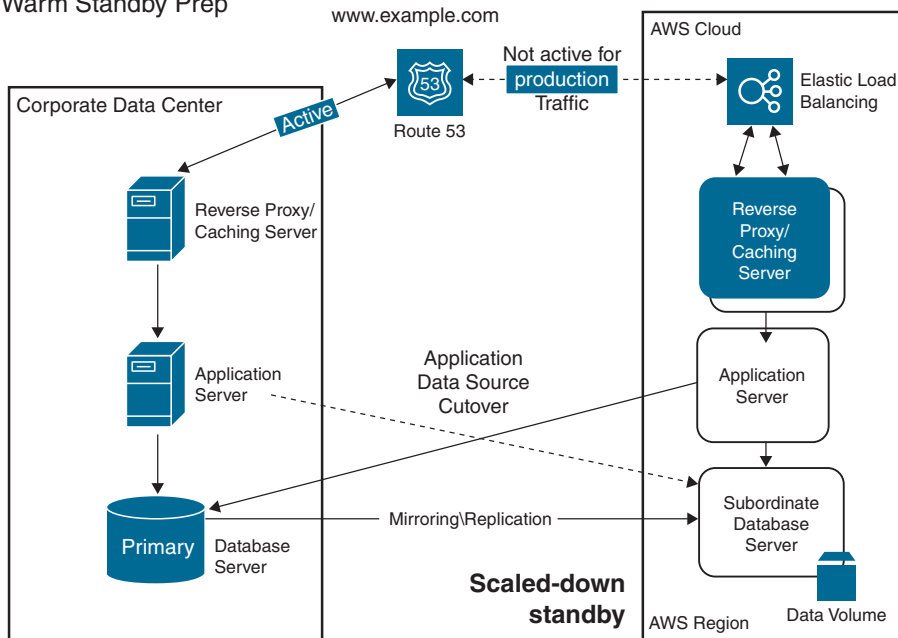 Warm Standby Prep
www.example.com
AWS Cloud
Not active for
production
Traffic
53
Route 53
Elastic Load
Balancing
Corporate Data Center
Active
Reverse Proxy/
Caching Server
Reverse
Proxy/
Caching
Server
Application
Server
Application
Data Source
Cutover
Application
Server
Primary
Database
Server
Mirroring\Replication
Subordinate
Database
Server
Scaled-down
standby
AWS Region
Data Volume